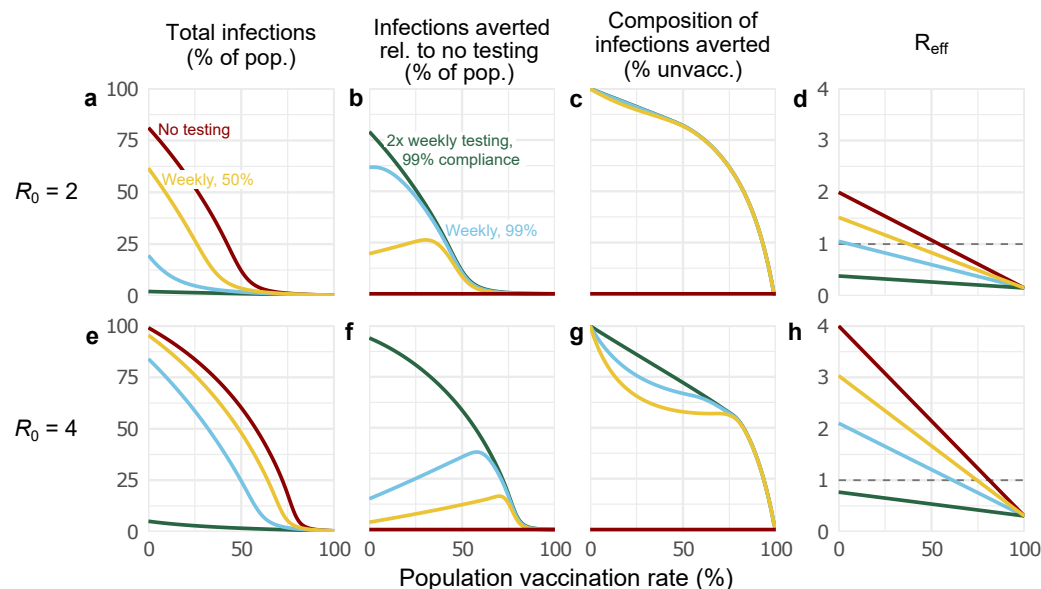 Total infections
(% of pop.)
Infections averted
rel. to no testing
(% of pop.)
Composition of
infections averted
(% unvacc.)
R_eff
R_0 = 2
a
100
75
50
25
0
No testing
Weekly, 50%
b
2x weekly testing,
99% compliance
Weekly, 99%
c
d
4
3
2
1
0
R_0 = 4
e
100
75
50
25
0
0 50 100
f
0 50 100
g
0 50 100
h
4
3
2
1
0
0 50 100
Population vaccination rate (%)